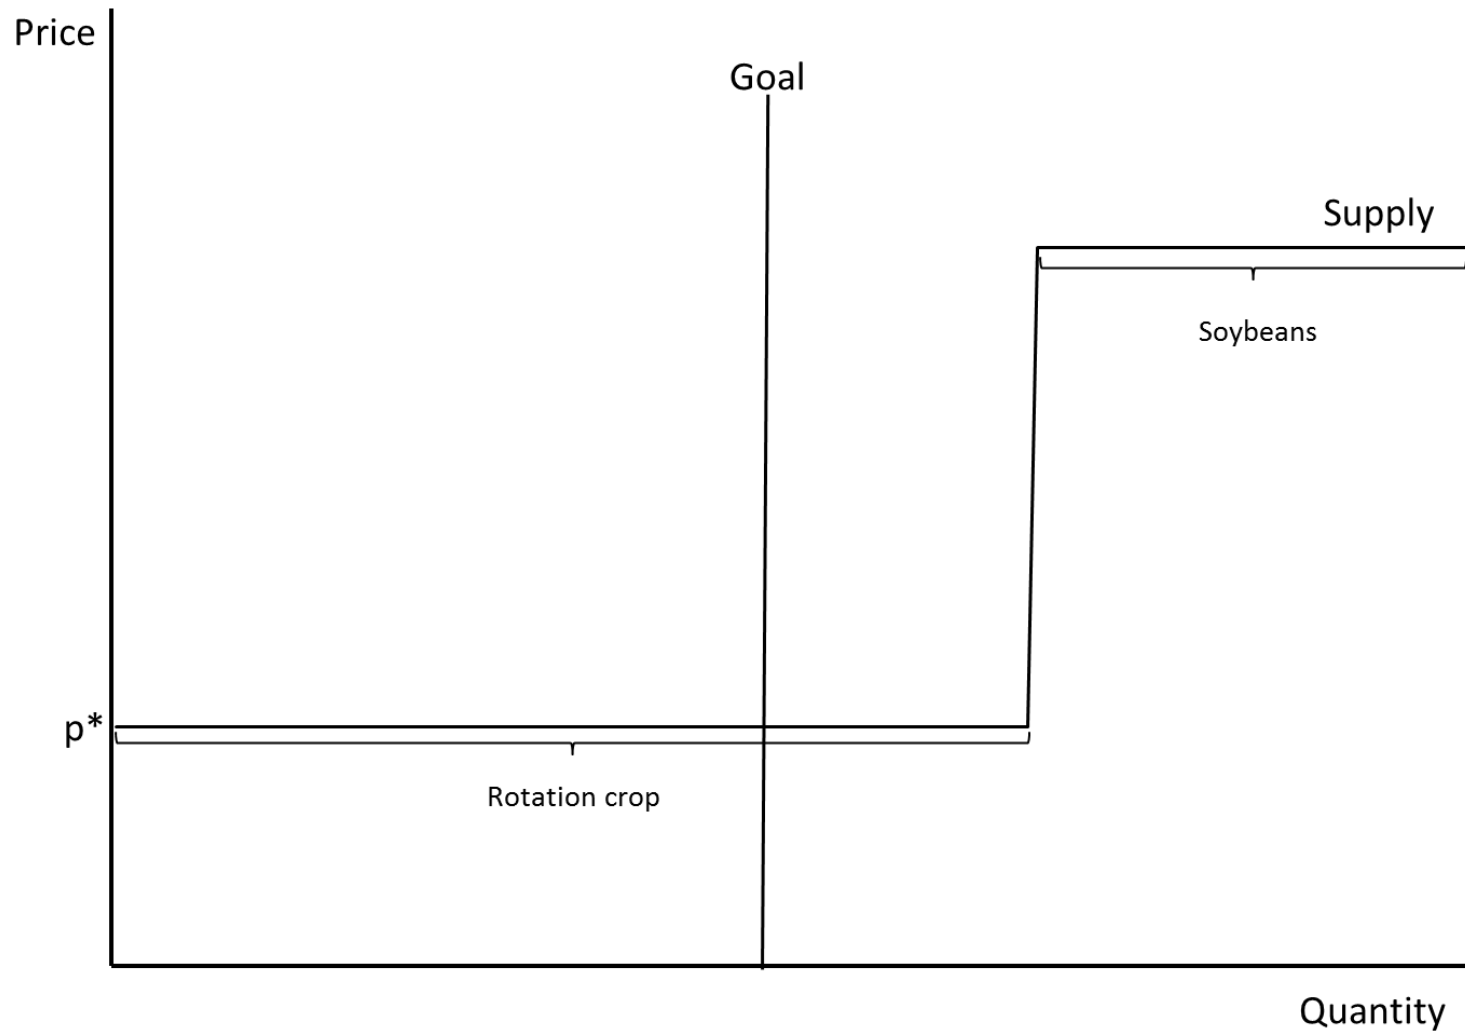 Price
Goal
Supply
Soybeans
p*
Rotation crop
Quantity